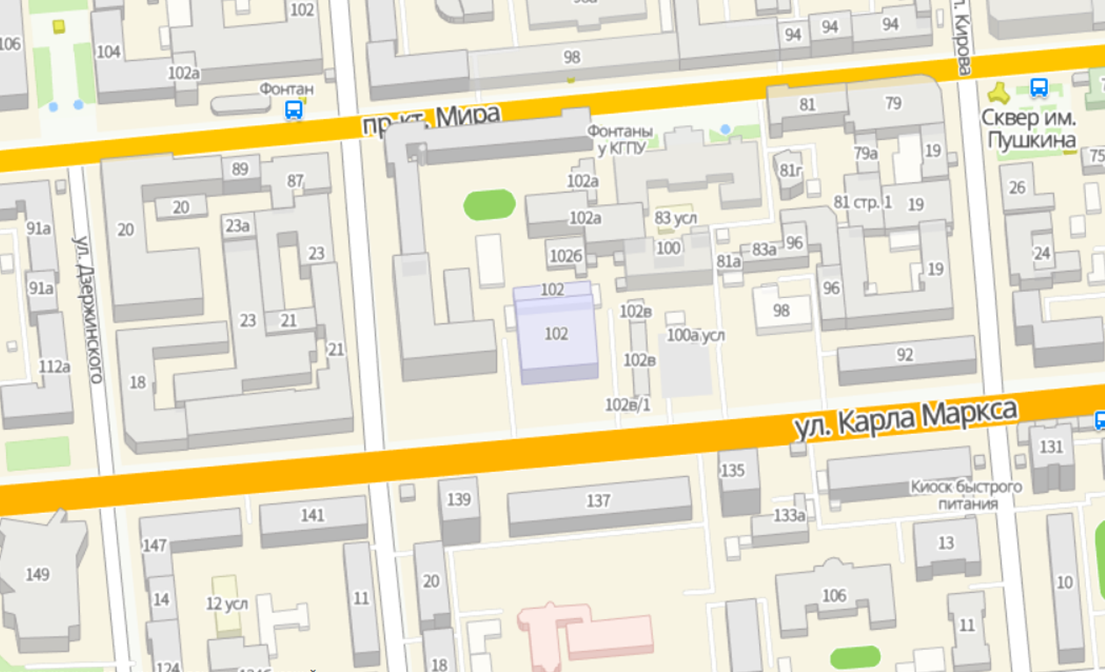 102
94
94
94
ул. Кирова
106
104
98
102а
Фонтан
81
79
пр-кт. Мира
Сквер им.
Пушкина
Фонтаны
у КГПУ
79а
19
75
89
87
81г
102а
26
20
20
81 стр. 1
19
91а
23а
102а
83 усл
23
100
83а
96
24
102б
81а
19
ул. Дзержинского
91а
102
96
23
21
102в
98
102
100а усл
21
92
112а
102в
18
102в/1
ул. Карла Маркса
131
135
139
137
Киоск быстрого
питания
141
133а
147
13
149
20
10
14
12 усл
11
106
11
124
18